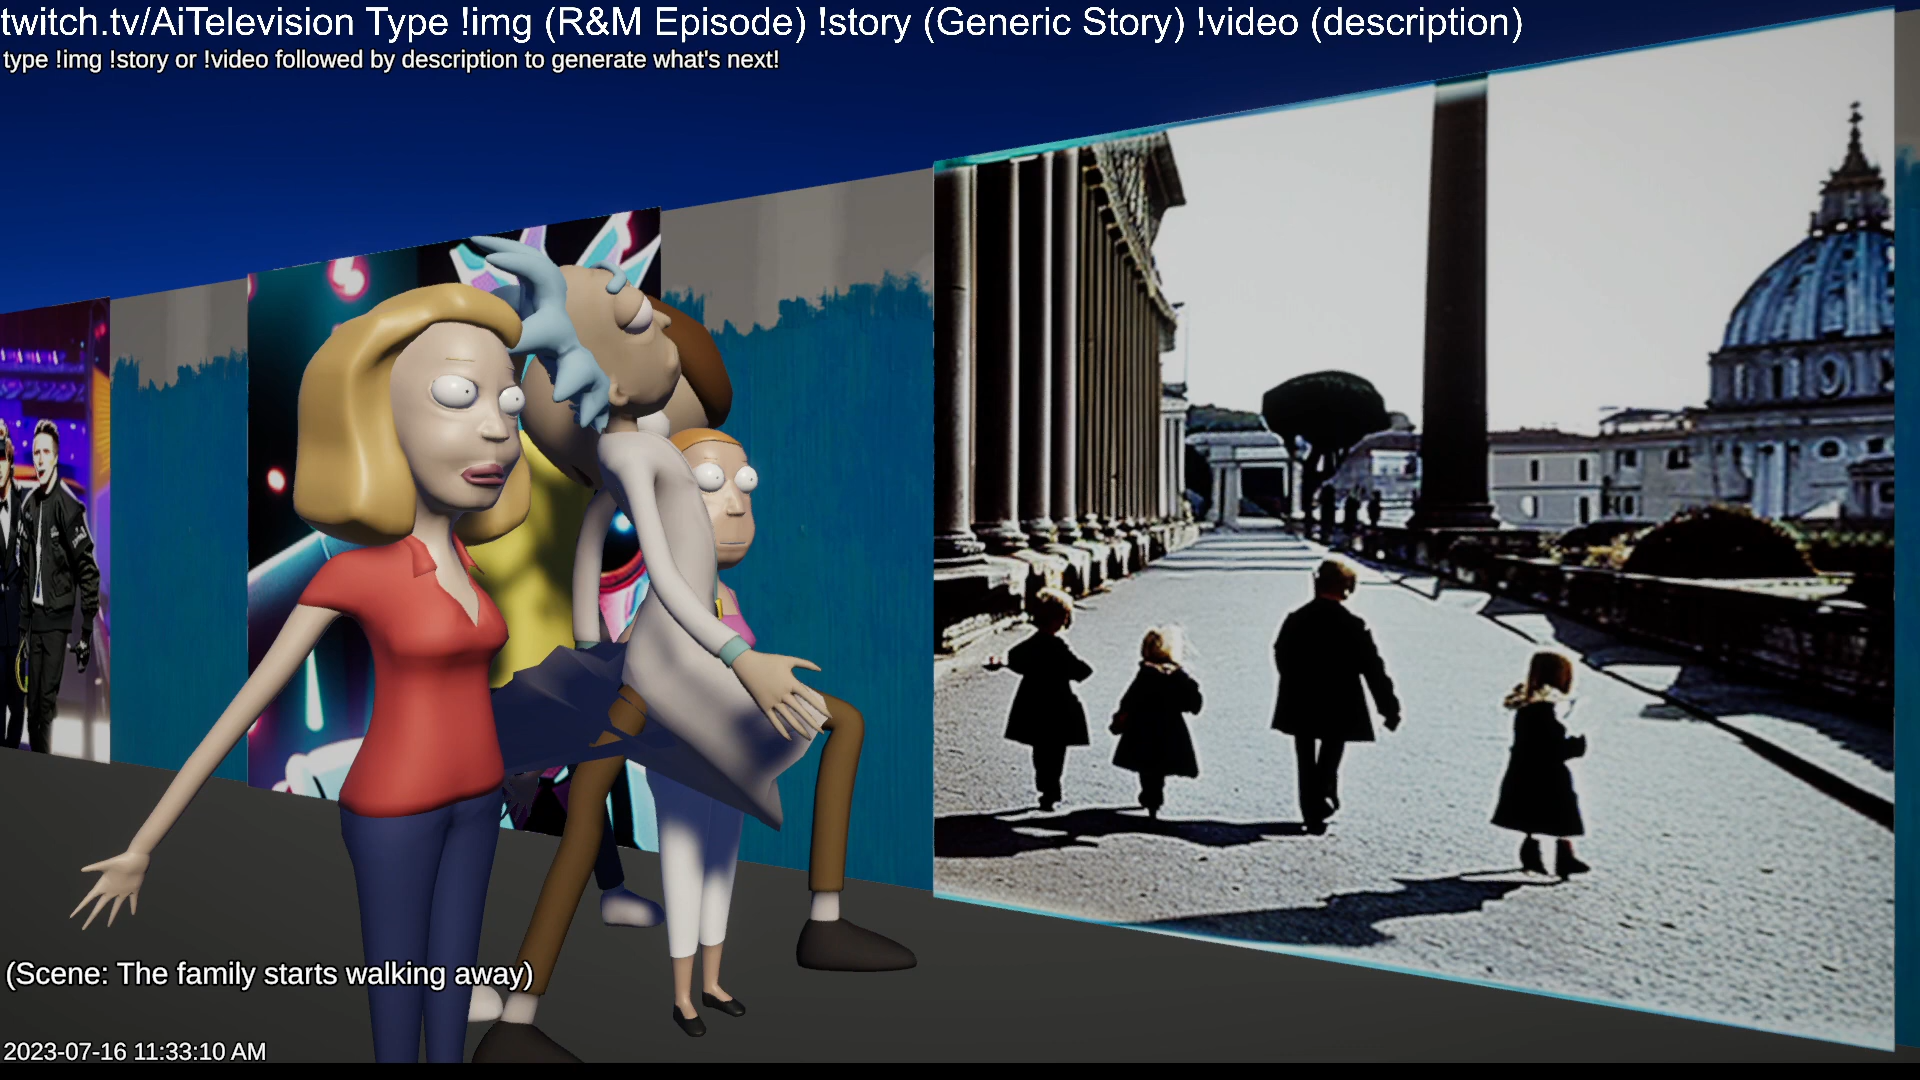 twitch.tv/AiTelevision Type !img (R&M Episode) !story (Generic Story) !video (description)
type !img !story or !video followed by description to generate what's next!
(Scene: The family starts walking away)
2023-07-16 11:33:10 AM